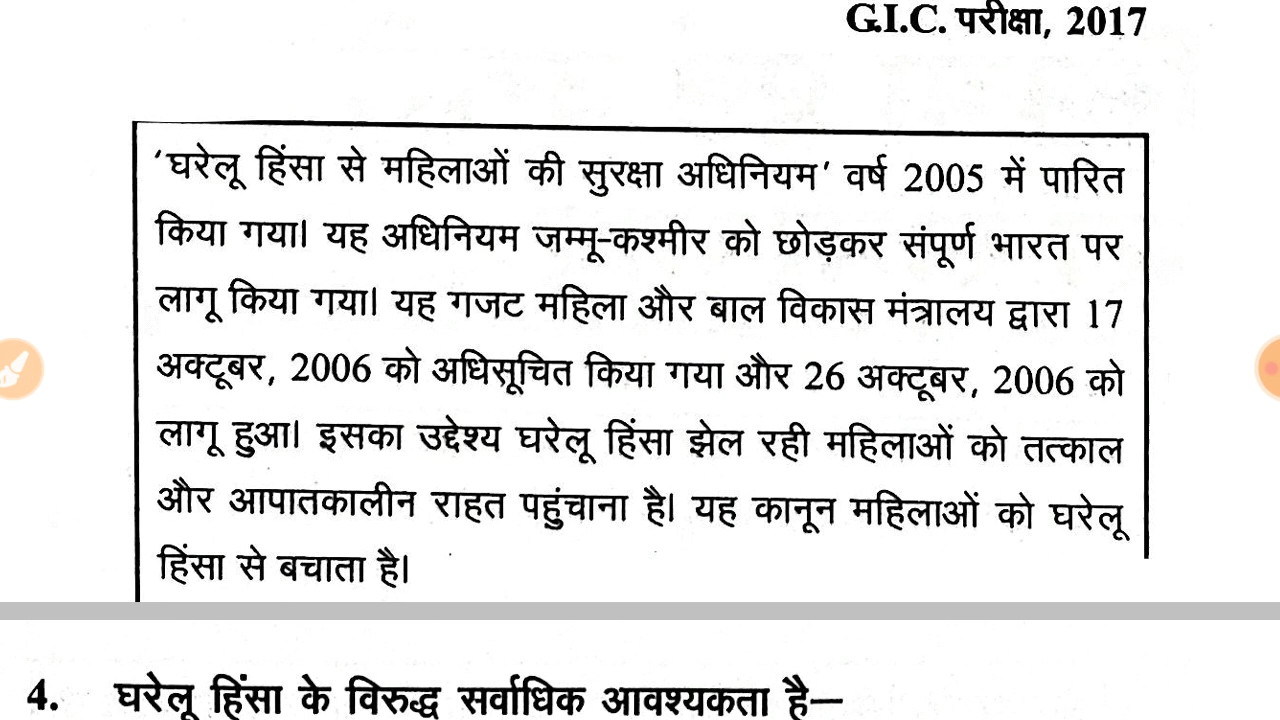 G.I.C. परीक्षा, 2017
‘घरेलू हिंसा से महिलाओं की सुरक्षा अधिनियम’ वर्ष 2005 में पारित
किया गया। यह अधिनियम जम्मू-कश्मीर को छोड़कर संपूर्ण भारत पर
लागू किया गया। यह गजट महिला और बाल विकास मंत्रालय द्वारा 17
अक्टूबर, 2006 को अधिसूचित किया गया और 26 अक्टूबर, 2006 को
लागू हुआ। इसका उद्देश्य घरेलू हिंसा झेल रही महिलाओं को तत्काल
और आपातकालीन राहत पहुंचाना है। यह कानून महिलाओं को घरेलू
हिंसा से बचाता है।
4. घरेलू हिंसा के विरुद्ध सर्वाधिक आवश्यकता है–